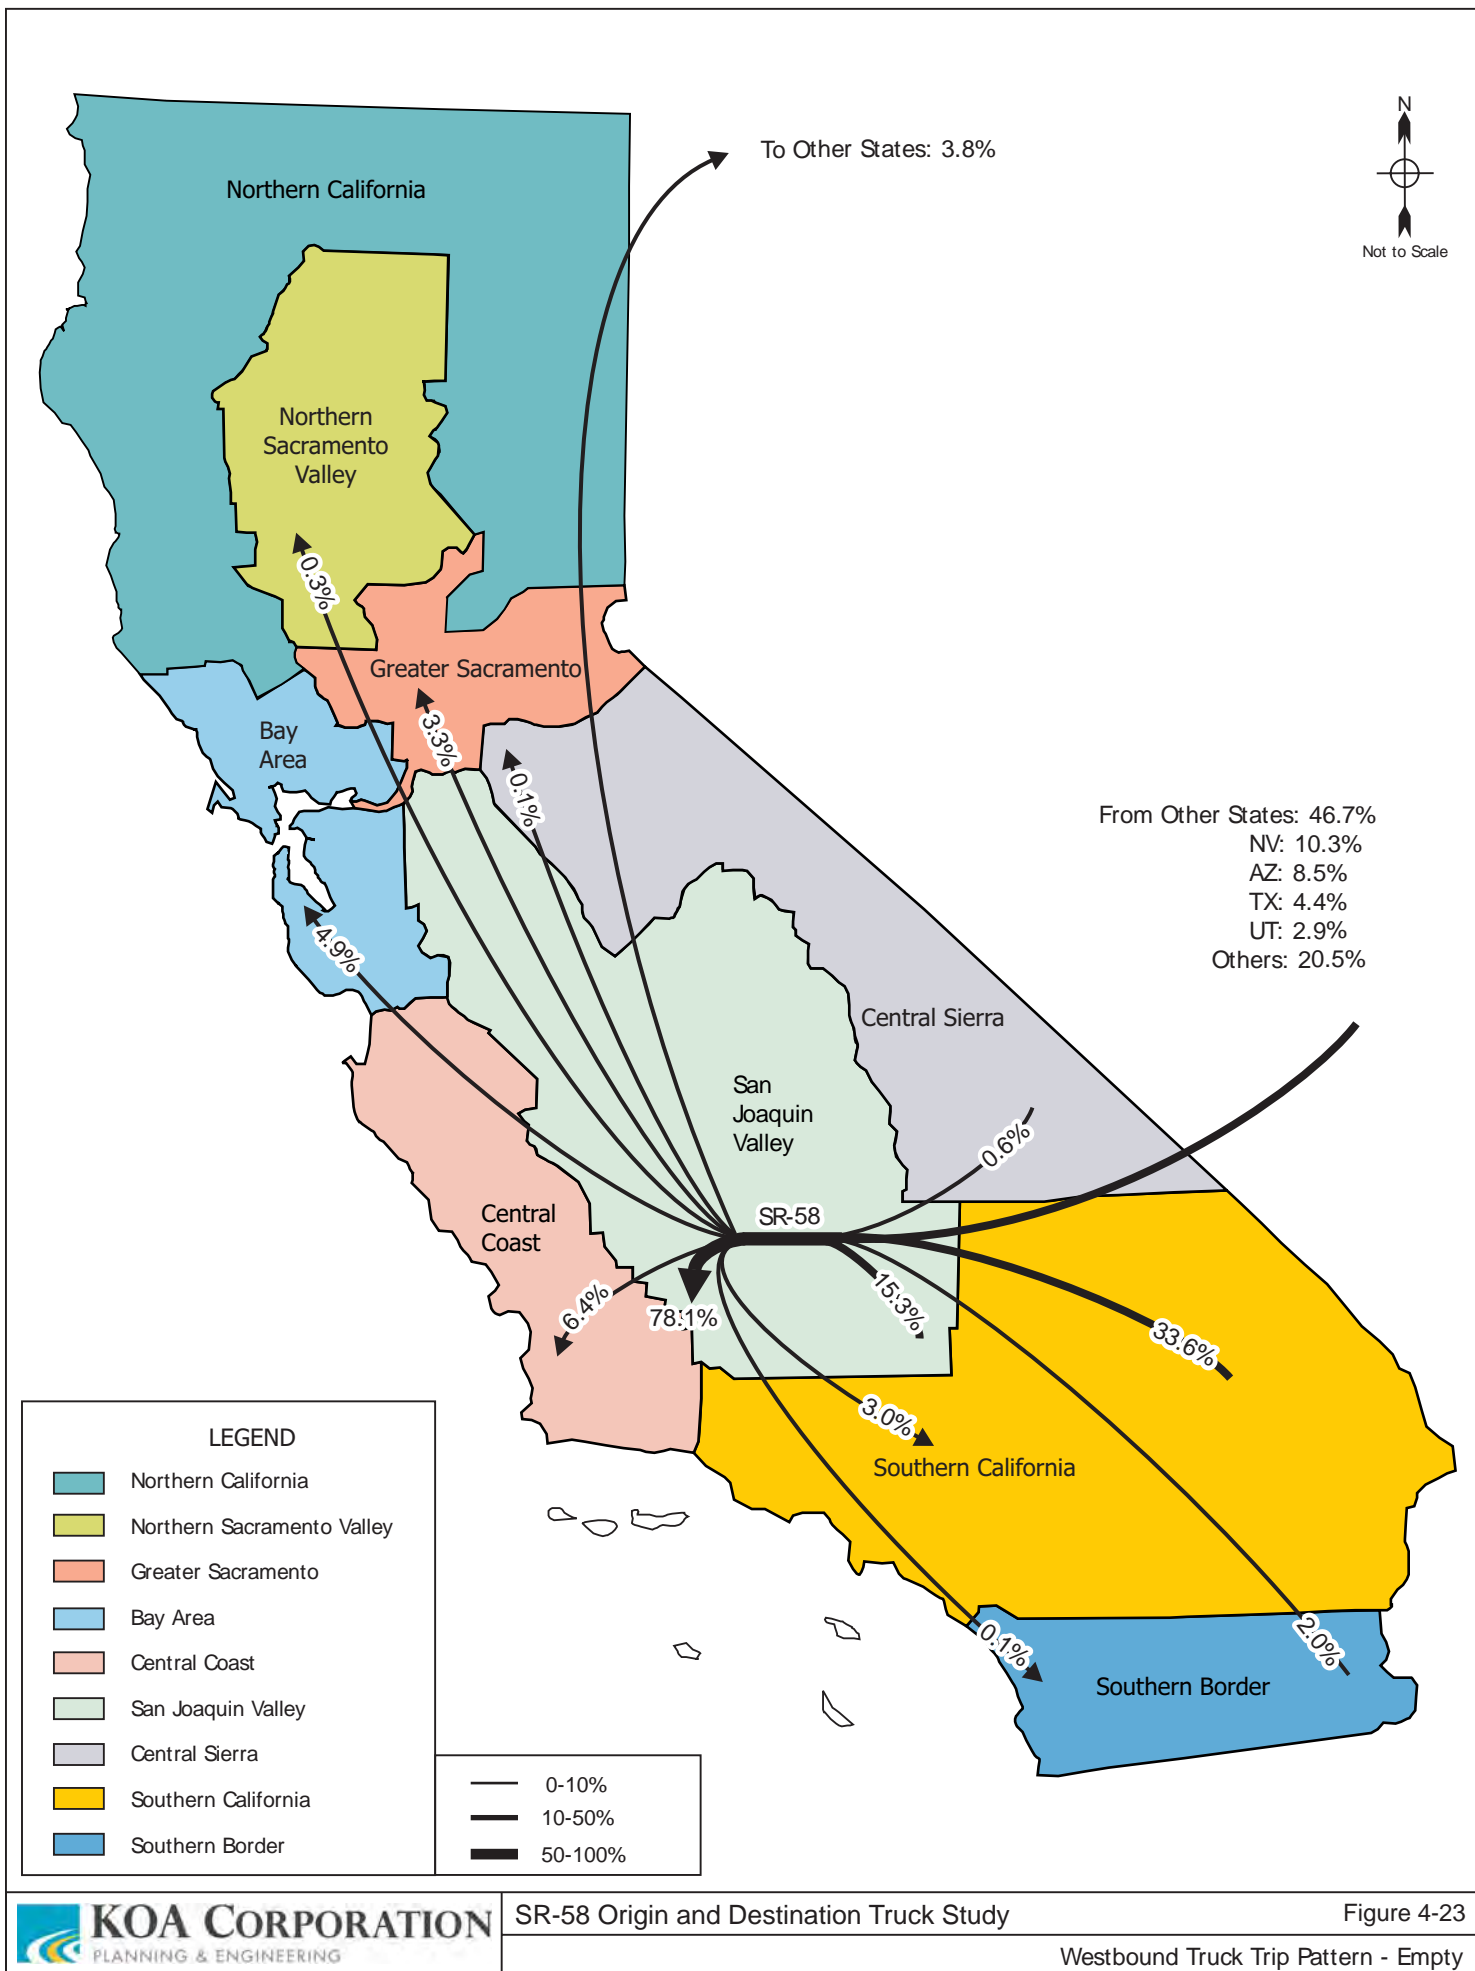 To Other States: 3.8%
N
Not to Scale
Northern California
Northern
Sacramento
Valley
0.3%
Greater Sacramento
3.3%
Bay
Area
0.1%
4.9%
From Other States: 46.7%
NV: 10.3%
AZ: 8.5%
TX: 4.4%
UT: 2.9%
Others: 20.5%
Central Sierra
San
Joaquin
Valley
0.6%
Central
Coast
SR-58
6.4%
78.1%
15.3%
33.6%
3.0%
Southern California
0.1%
2.0%
Southern Border
LEGEND
Northern California
Northern Sacramento Valley
Greater Sacramento
Bay Area
Central Coast
San Joaquin Valley
Central Sierra
Southern California
Southern Border
0-10%
10-50%
50-100%
KOA CORPORATION
PLANNING & ENGINEERING
SR-58 Origin and Destination Truck Study
Figure 4-23
Westbound Truck Trip Pattern - Empty